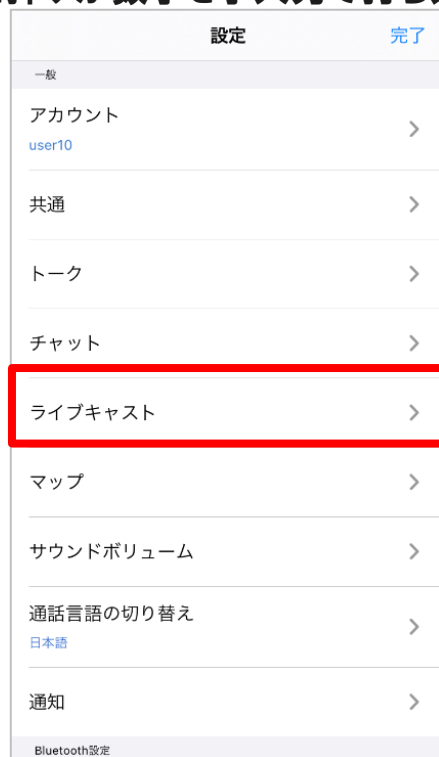 設定
完了
一般
アカウント
user10
共通
トーク
チャット
ライブキャスト
マップ
サウンドボリューム
通話言語の切り替え
日本語
通知
Bluetooth設定